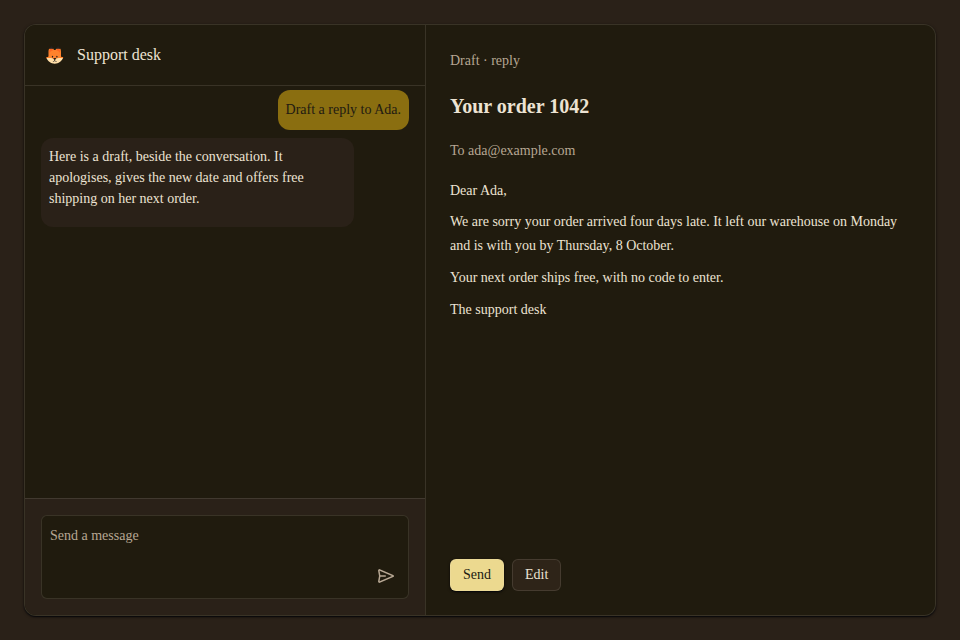 Support desk
Draft a reply to Ada.
Here is a draft, beside the conversation. It
apologises, gives the new date and offers free
shipping on her next order.
Send a message
Draft · reply
Your order 1042
To ada@example.com
Dear Ada,
We are sorry your order arrived four days late. It left our warehouse on Monday
and is with you by Thursday, 8 October.
Your next order ships free, with no code to enter.
The support desk
Send
Edit